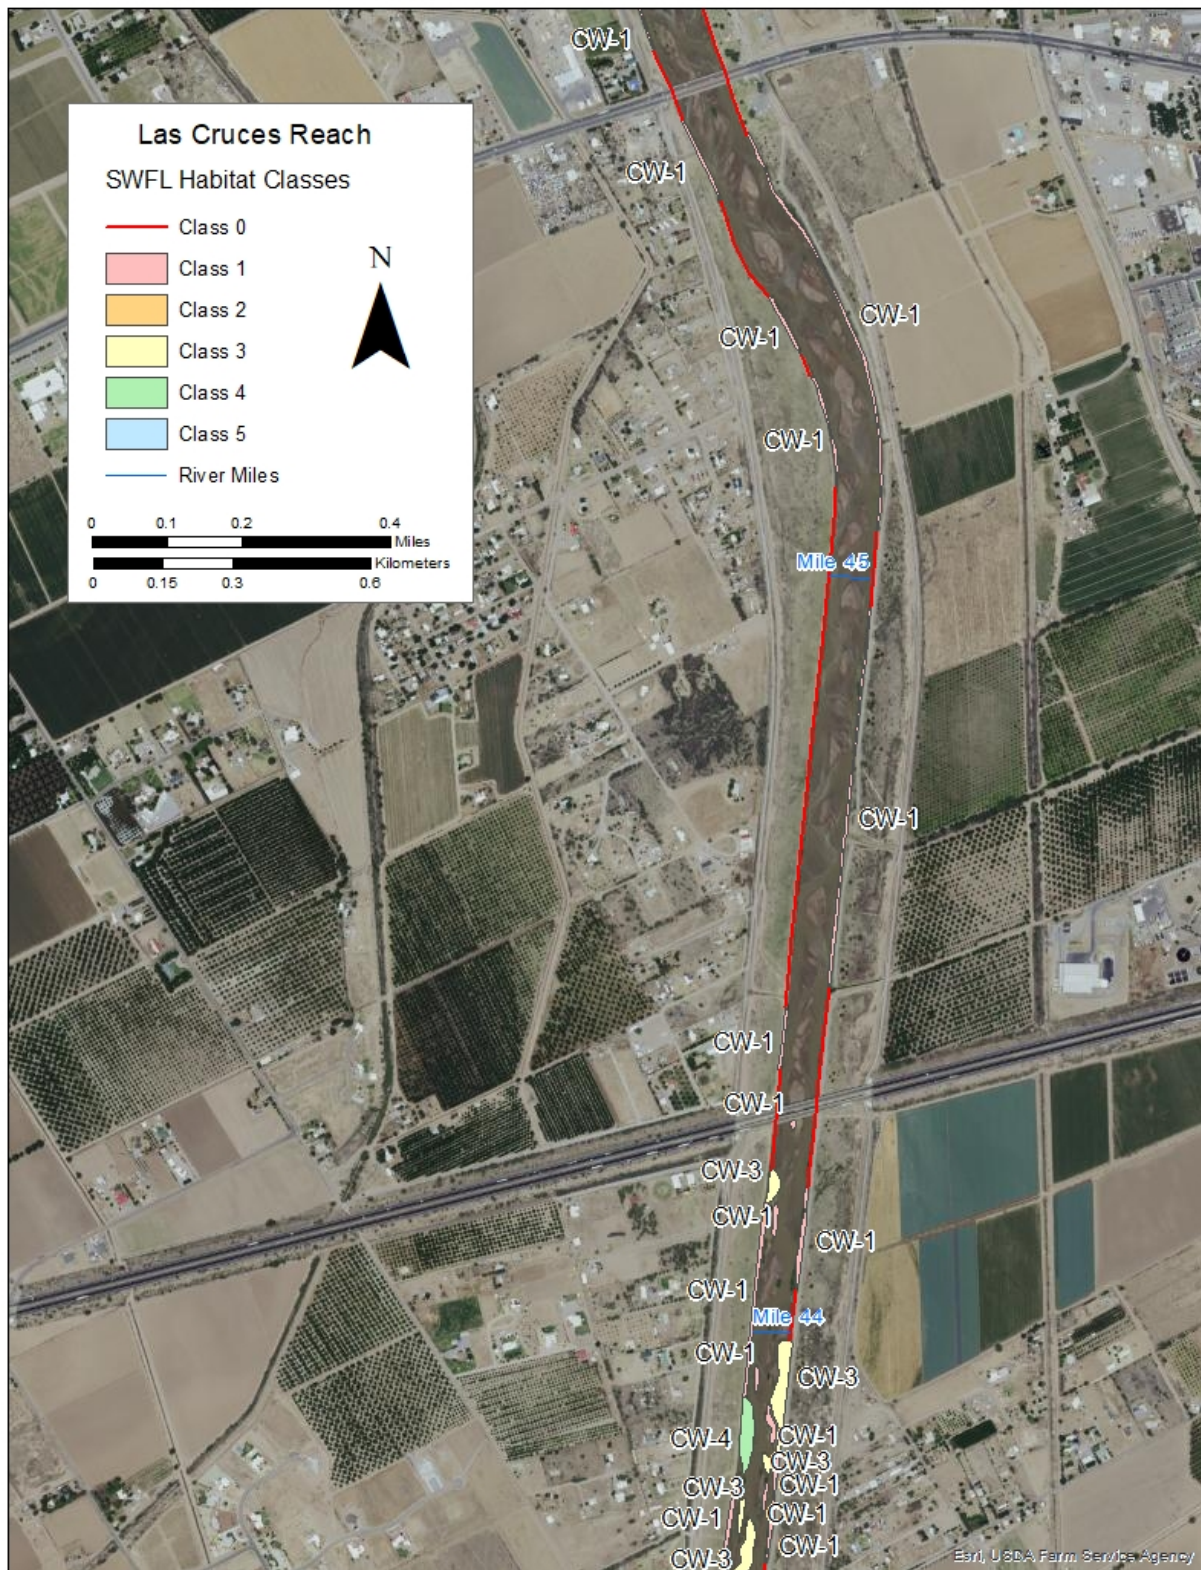 CW-1
Las Cruces Reach
SWFL Habitat Classes
Class 0
Class 1
Class 2
Class 3
Class 4
Class 5
River Miles
N
0 0.1 0.2 0.4
Miles
Kilometers
0 0.15 0.3 0.6
CW-1
CW-1
CW-1
CW-1
Mile 45
CW-1
CW-1
CW-1
CW-3
CW-1
CW-1
CW-1
Mile 44
CW-1
CW-3
CW-4
CW-1
CW-3
CW-3
CW-1
CW-1
CW-1
CW-3
CW-1
Esri, USDA Farm Service Agency